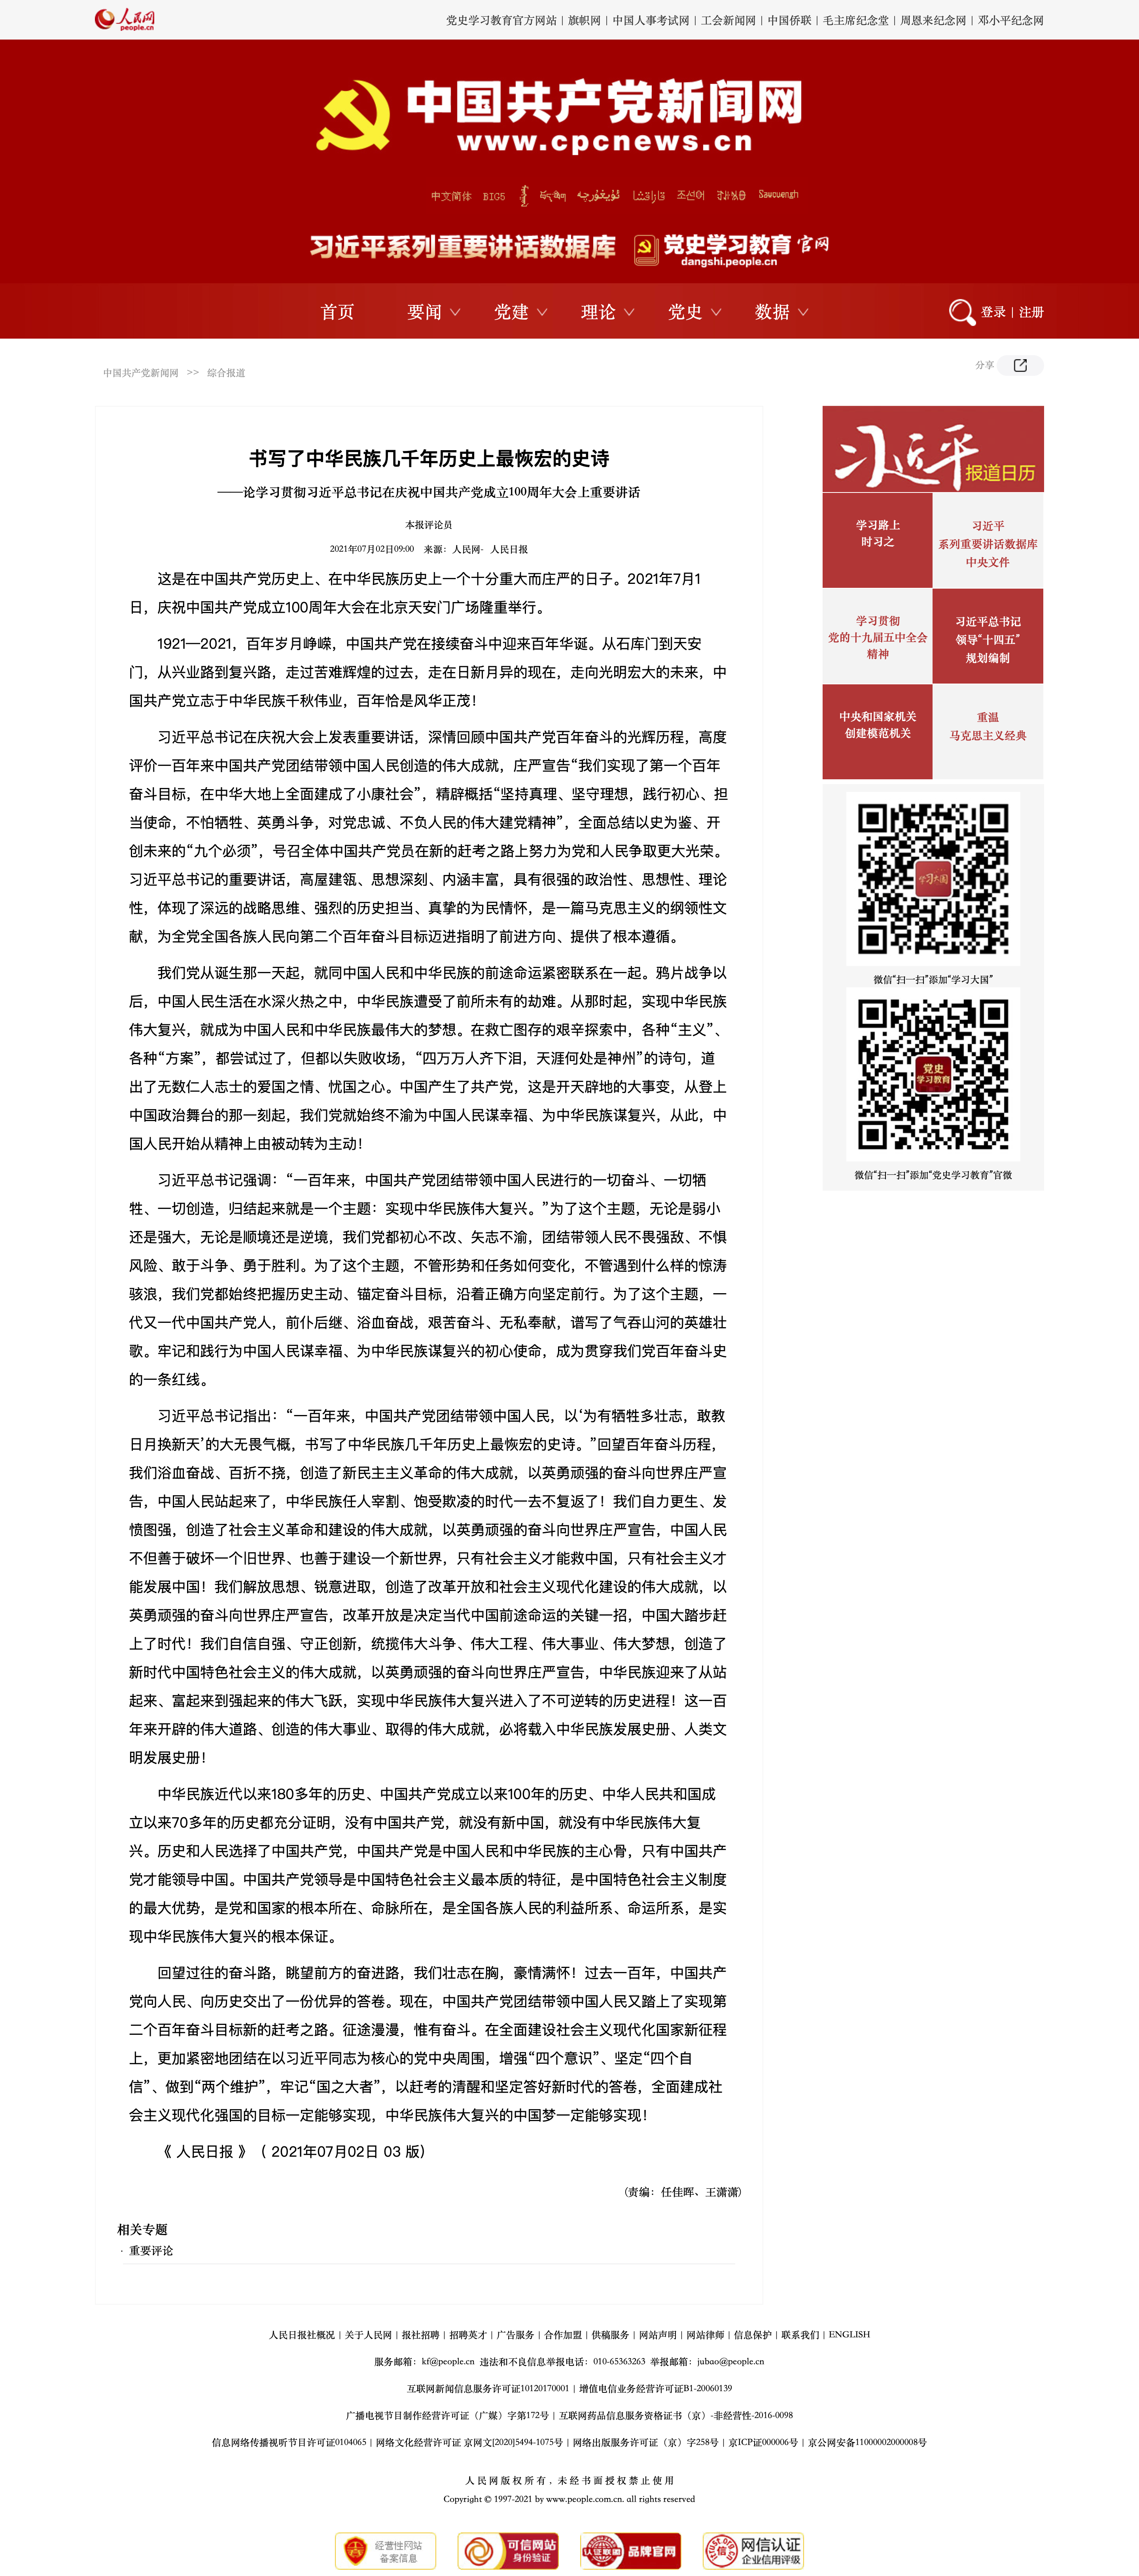 人民网
people.cn
党史学习教育官方网站 | 旗帜网 | 中国人事考试网 | 工会新闻网 | 中国侨联 | 毛主席纪念堂 | 周恩来纪念网 | 邓小平纪念网
中国共产党新闻网
www.cpcnews.cn
中文简体 BIG5 조선어 Sawcuengh
习近平系列重要讲话数据库 党史学习教育 官网
dangshi.people.cn
首页 要闻 党建 理论 党史 数据 登录 | 注册
中国共产党新闻网 >> 综合报道
分享
书写了中华民族几千年历史上最恢宏的史诗
——论学习贯彻习近平总书记在庆祝中国共产党成立100周年大会上重要讲话
本报评论员
2021年07月02日09:00 来源：人民网-人民日报
这是在中国共产党历史上、在中华民族历史上一个十分重大而庄严的日子。2021年7月1
日，庆祝中国共产党成立100周年大会在北京天安门广场隆重举行。
1921—2021，百年岁月峥嵘，中国共产党在接续奋斗中迎来百年华诞。从石库门到天安
门，从兴业路到复兴路，走过苦难辉煌的过去，走在日新月异的现在，走向光明宏大的未来，中
国共产党立志于中华民族千秋伟业，百年恰是风华正茂！
习近平总书记在庆祝大会上发表重要讲话，深情回顾中国共产党百年奋斗的光辉历程，高度
评价一百年来中国共产党团结带领中国人民创造的伟大成就，庄严宣告“我们实现了第一个百年
奋斗目标，在中华大地上全面建成了小康社会”，精辟概括“坚持真理、坚守理想，践行初心、担
当使命，不怕牺牲、英勇斗争，对党忠诚、不负人民的伟大建党精神”，全面总结以史为鉴、开
创未来的“九个必须”，号召全体中国共产党员在新的赶考之路上努力为党和人民争取更大光荣。
习近平总书记的重要讲话，高屋建瓴、思想深刻、内涵丰富，具有很强的政治性、思想性、理论
性，体现了深远的战略思维、强烈的历史担当、真挚的为民情怀，是一篇马克思主义的纲领性文
献，为全党全国各族人民向第二个百年奋斗目标迈进指明了前进方向、提供了根本遵循。
我们党从诞生那一天起，就同中国人民和中华民族的前途命运紧密联系在一起。鸦片战争以
后，中国人民生活在水深火热之中，中华民族遭受了前所未有的劫难。从那时起，实现中华民族
伟大复兴，就成为中国人民和中华民族最伟大的梦想。在救亡图存的艰辛探索中，各种“主义”、
各种“方案”，都尝试过了，但都以失败收场，“四万万人齐下泪，天涯何处是神州”的诗句，道
出了无数仁人志士的爱国之情、忧国之心。中国产生了共产党，这是开天辟地的大事变，从登上
中国政治舞台的那一刻起，我们党就始终不渝为中国人民谋幸福、为中华民族谋复兴，从此，中
国人民开始从精神上由被动转为主动！
习近平总书记强调：“一百年来，中国共产党团结带领中国人民进行的一切奋斗、一切牺
牲、一切创造，归结起来就是一个主题：实现中华民族伟大复兴。”为了这个主题，无论是弱小
还是强大，无论是顺境还是逆境，我们党都初心不改、矢志不渝，团结带领人民不畏强敌、不惧
风险、敢于斗争、勇于胜利。为了这个主题，不管形势和任务如何变化，不管遇到什么样的惊涛
骇浪，我们党都始终把握历史主动、锚定奋斗目标，沿着正确方向坚定前行。为了这个主题，一
代又一代中国共产党人，前仆后继、浴血奋战，艰苦奋斗、无私奉献，谱写了气吞山河的英雄壮
歌。牢记和践行为中国人民谋幸福、为中华民族谋复兴的初心使命，成为贯穿我们党百年奋斗史
的一条红线。
习近平总书记指出：“一百年来，中国共产党团结带领中国人民，以‘为有牺牲多壮志，敢教
日月换新天’的大无畏气概，书写了中华民族几千年历史上最恢宏的史诗。”回望百年奋斗历程，
我们浴血奋战、百折不挠，创造了新民主主义革命的伟大成就，以英勇顽强的奋斗向世界庄严宣
告，中国人民站起来了，中华民族任人宰割、饱受欺凌的时代一去不复返了！我们自力更生、发
愤图强，创造了社会主义革命和建设的伟大成就，以英勇顽强的奋斗向世界庄严宣告，中国人民
不但善于破坏一个旧世界、也善于建设一个新世界，只有社会主义才能救中国，只有社会主义才
能发展中国！我们解放思想、锐意进取，创造了改革开放和社会主义现代化建设的伟大成就，以
英勇顽强的奋斗向世界庄严宣告，改革开放是决定当代中国前途命运的关键一招，中国大踏步赶
上了时代！我们自信自强、守正创新，统揽伟大斗争、伟大工程、伟大事业、伟大梦想，创造了
新时代中国特色社会主义的伟大成就，以英勇顽强的奋斗向世界庄严宣告，中华民族迎来了从站
起来、富起来到强起来的伟大飞跃，实现中华民族伟大复兴进入了不可逆转的历史进程！这一百
年来开辟的伟大道路、创造的伟大事业、取得的伟大成就，必将载入中华民族发展史册、人类文
明发展史册！
中华民族近代以来180多年的历史、中国共产党成立以来100年的历史、中华人民共和国成
立以来70多年的历史都充分证明，没有中国共产党，就没有新中国，就没有中华民族伟大复
兴。历史和人民选择了中国共产党，中国共产党是中国人民和中华民族的主心骨，只有中国共产
党才能领导中国。中国共产党领导是中国特色社会主义最本质的特征，是中国特色社会主义制度
的最大优势，是党和国家的根本所在、命脉所在，是全国各族人民的利益所系、命运所系，是实
现中华民族伟大复兴的根本保证。
回望过往的奋斗路，眺望前方的奋进路，我们壮志在胸，豪情满怀！过去一百年，中国共产
党向人民、向历史交出了一份优异的答卷。现在，中国共产党团结带领中国人民又踏上了实现第
二个百年奋斗目标新的赶考之路。征途漫漫，惟有奋斗。在全面建设社会主义现代化国家新征程
上，更加紧密地团结在以习近平同志为核心的党中央周围，增强“四个意识”、坚定“四个自
信”、做到“两个维护”，牢记“国之大者”，以赶考的清醒和坚定答好新时代的答卷，全面建成社
会主义现代化强国的目标一定能够实现，中华民族伟大复兴的中国梦一定能够实现！
《 人民日报 》（ 2021年07月02日 03 版）
(责编：任佳晖、王潇潇)
相关专题
· 重要评论
习近平 报道日历
学习路上
时习之
习近平
系列重要讲话数据库
中央文件
学习贯彻
党的十九届五中全会
精神
习近平总书记
领导“十四五”
规划编制
中央和国家机关
创建模范机关
重温
马克思主义经典
学习大国
微信“扫一扫”添加“学习大国”
党史
学习教育
微信“扫一扫”添加“党史学习教育”官微
人民日报社概况 | 关于人民网 | 报社招聘 | 招聘英才 | 广告服务 | 合作加盟 | 供稿服务 | 网站声明 | 网站律师 | 信息保护 | 联系我们 | ENGLISH
服务邮箱：kf@people.cn 违法和不良信息举报电话：010-65363263 举报邮箱：jubao@people.cn
互联网新闻信息服务许可证10120170001 | 增值电信业务经营许可证B1-20060139
广播电视节目制作经营许可证（广媒）字第172号 | 互联网药品信息服务资格证书（京）-非经营性-2016-0098
信息网络传播视听节目许可证0104065 | 网络文化经营许可证 京网文[2020]5494-1075号 | 网络出版服务许可证（京）字258号 | 京ICP证000006号 | 京公网安备11000002000008号
人 民 网 版 权 所 有 ，未 经 书 面 授 权 禁 止 使 用
Copyright © 1997-2021 by www.people.com.cn. all rights reserved
经营性网站
备案信息
可信网站
身份验证
认证联盟
品牌官网
网信认证
企业信用评级